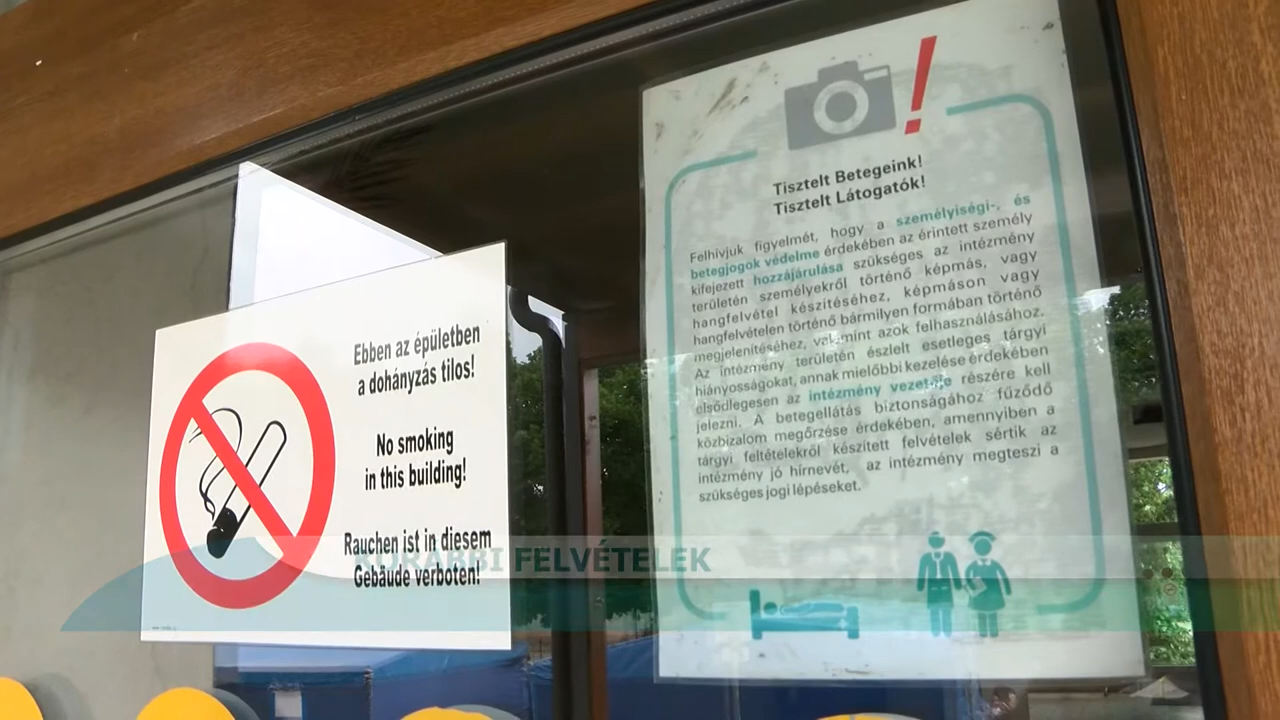 Ebben az épületben
a dohányzás tilos!
No smoking
in this building!
Rauchen ist in diesem
Gebäude verboten!
Tisztelt Betegeink!
Tisztelt Látogatók!
Felhívjuk figyelmét, hogy a személyiségi-, és
betegjogok védelme érdekében az érintett személy
kifejezett hozzájárulása szükséges az intézmény
területén személyekről történő képmás, vagy
hangfelvétel készítéséhez, képmáson vagy
hangfelvételen történő bármilyen formában történő
megjelenítéséhez, valamint azok felhasználásához.
Az intézmény területén észlelt esetleges tárgyi
hiányosságokat, annak mielőbbi kezelése érdekében
elsődlegesen az intézmény vezetője részére kell
jelezni. A betegellátás biztonságához fűződő
közbizalom megőrzése érdekében, amennyiben a
tárgyi feltételekről készített felvételek sértik az
intézmény jó hírnevét, az intézmény megteszi a
szükséges jogi lépéseket.
KORÁBBI FELVÉTELEK